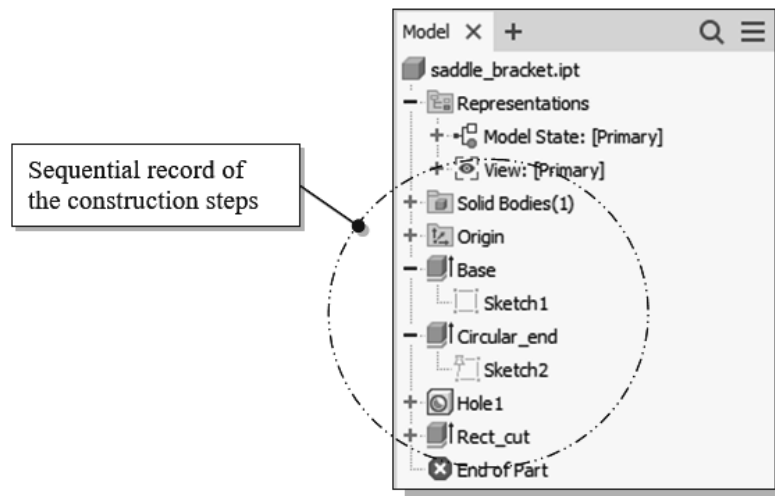 Model
saddle_bracket.ipt
Representations
Model State: [Primary]
View: [Primary]
Solid Bodies(1)
Origin
Base
Sketch1
Circular_end
Sketch2
Hole1
Rect_cut
End of Part
Sequential record of
the construction steps